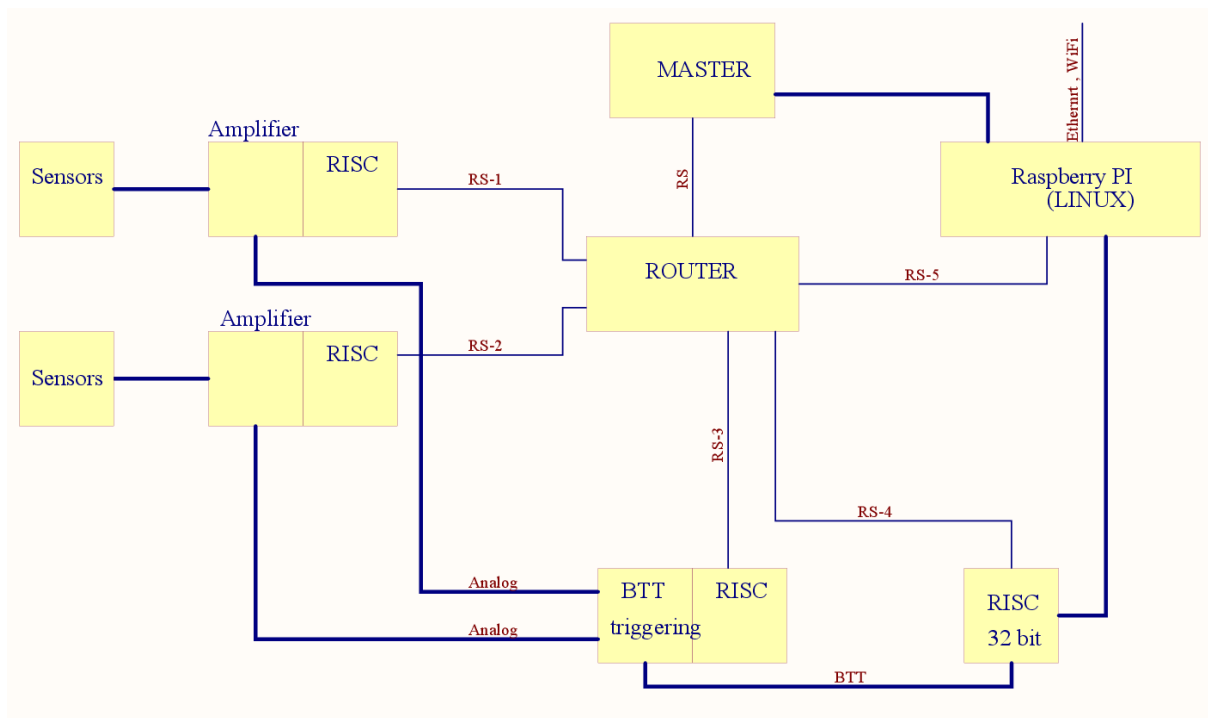 MASTER
Ethernrt , WiFi
Amplifier
RISC
Sensors
RS-1
RS
Raspberry PI
(LINUX)
ROUTER
RS-5
Amplifier
RISC
Sensors
RS-2
RS-3
RS-4
Analog
BTT
triggering
RISC
Analog
RISC
32 bit
BTT